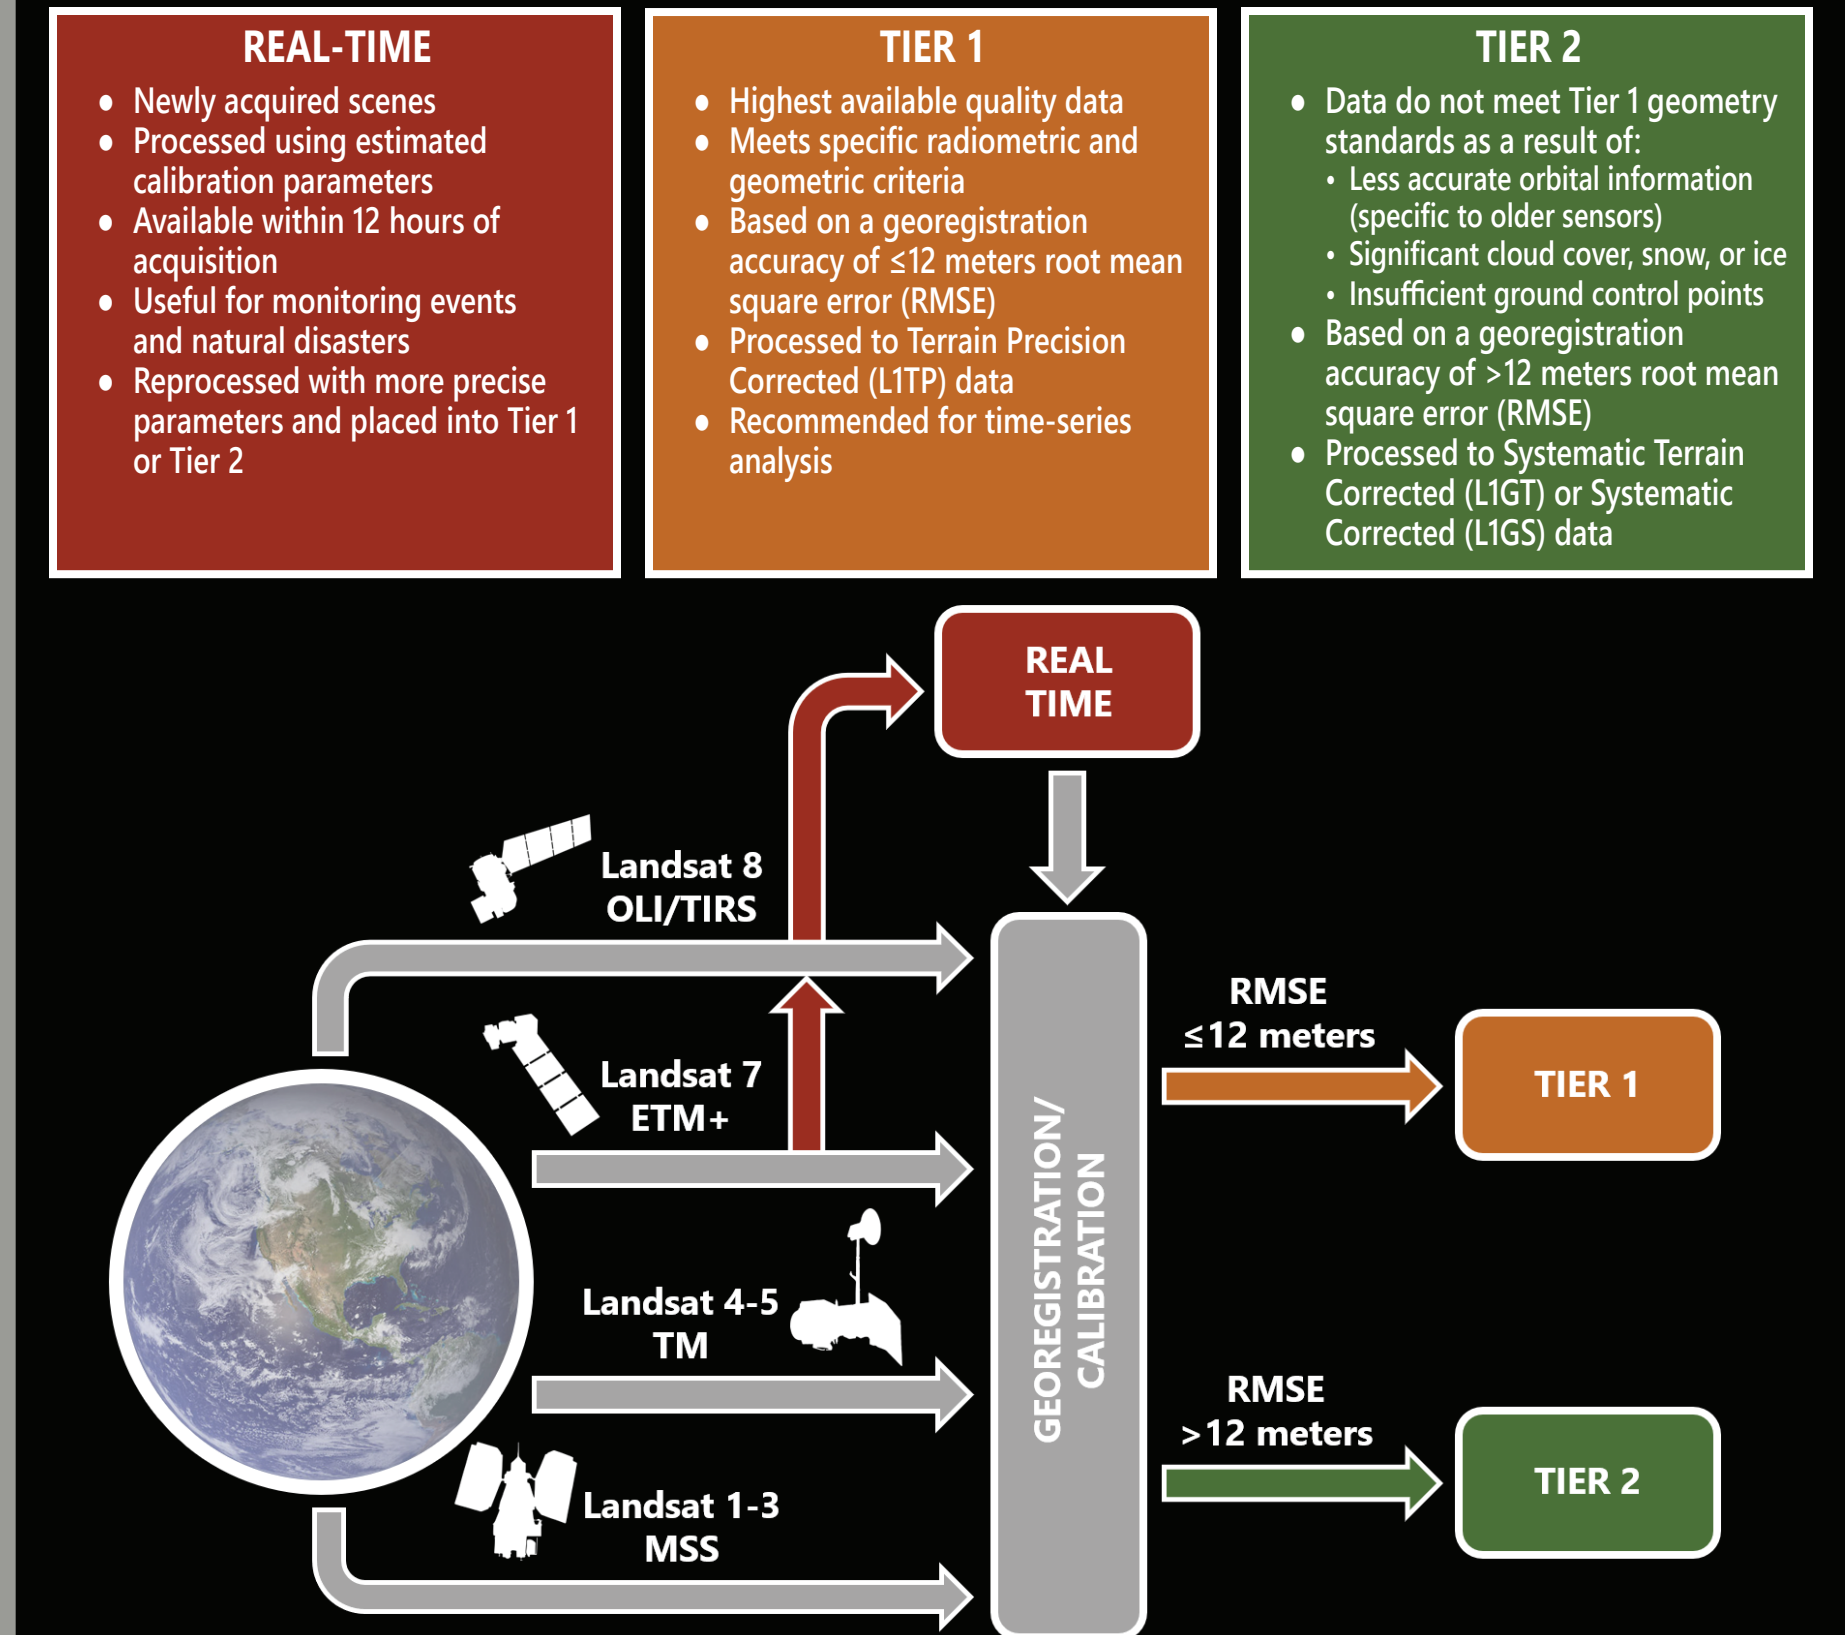 REAL-TIME
● Newly acquired scenes
● Processed using estimated
calibration parameters
● Available within 12 hours of
acquisition
● Useful for monitoring events
and natural disasters
● Reprocessed with more precise
parameters and placed into Tier 1
or Tier 2
TIER 1
● Highest available quality data
● Meets specific radiometric and
geometric criteria
● Based on a georegistration
accuracy of ≤12 meters root mean
square error (RMSE)
● Processed to Terrain Precision
Corrected (L1TP) data
● Recommended for time-series
analysis
TIER 2
● Data do not meet Tier 1 geometry
standards as a result of:
• Less accurate orbital information
(specific to older sensors)
• Significant cloud cover, snow, or ice
• Insufficient ground control points
● Based on a georegistration
accuracy of >12 meters root mean
square error (RMSE)
● Processed to Systematic Terrain
Corrected (L1GT) or Systematic
Corrected (L1GS) data
REAL
TIME
Landsat 8
OLI/TIRS
Landsat 7
ETM+
Landsat 4-5
TM
Landsat 1-3
MSS
GEOREGISTRATION/
CALIBRATION
RMSE
≤12 meters
TIER 1
RMSE
>12 meters
TIER 2